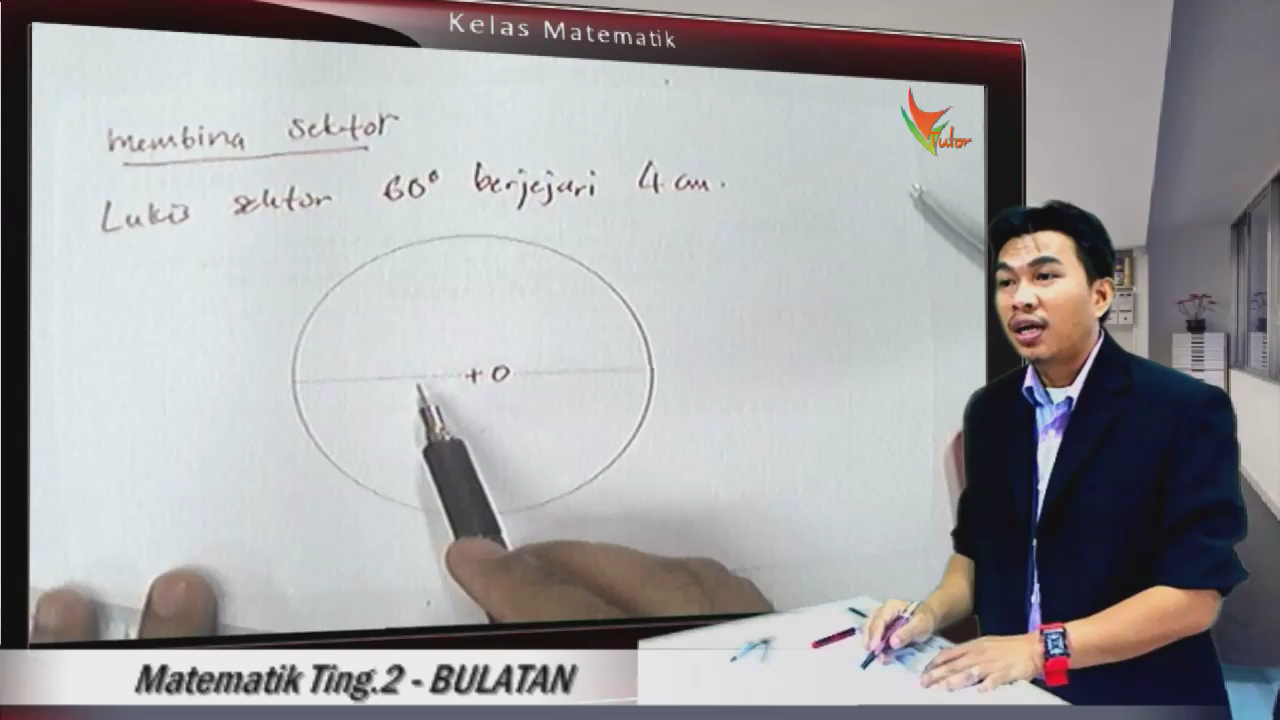 Kelas Matematik
Tutor
membina sektor
Lukis sektor 60° berjejari 4 cm.
+ O
Matematik Ting.2 - BULATAN